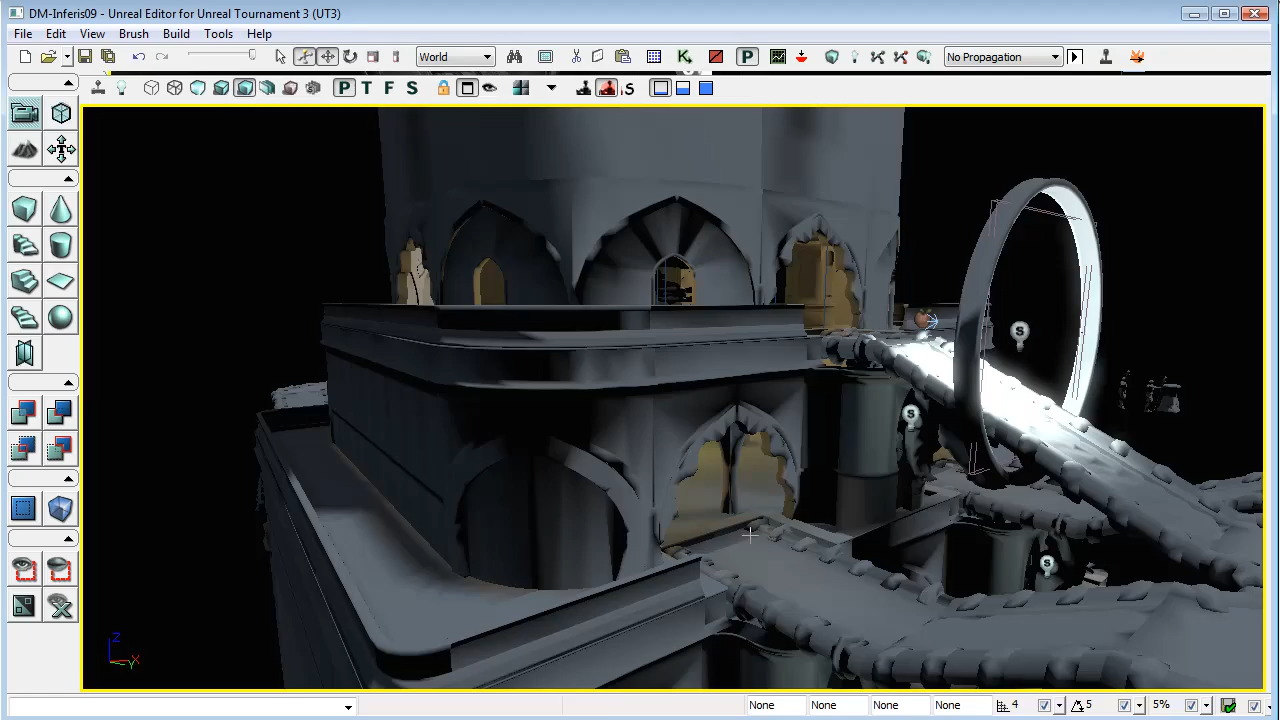 DM-Inferis09 - Unreal Editor for Unreal Tournament 3 (UT3)
File Edit View Brush Build Tools Help
World K P No Propagation
P T F S S
S
S
S
Z
X
Y
None None None None 4 5 5%